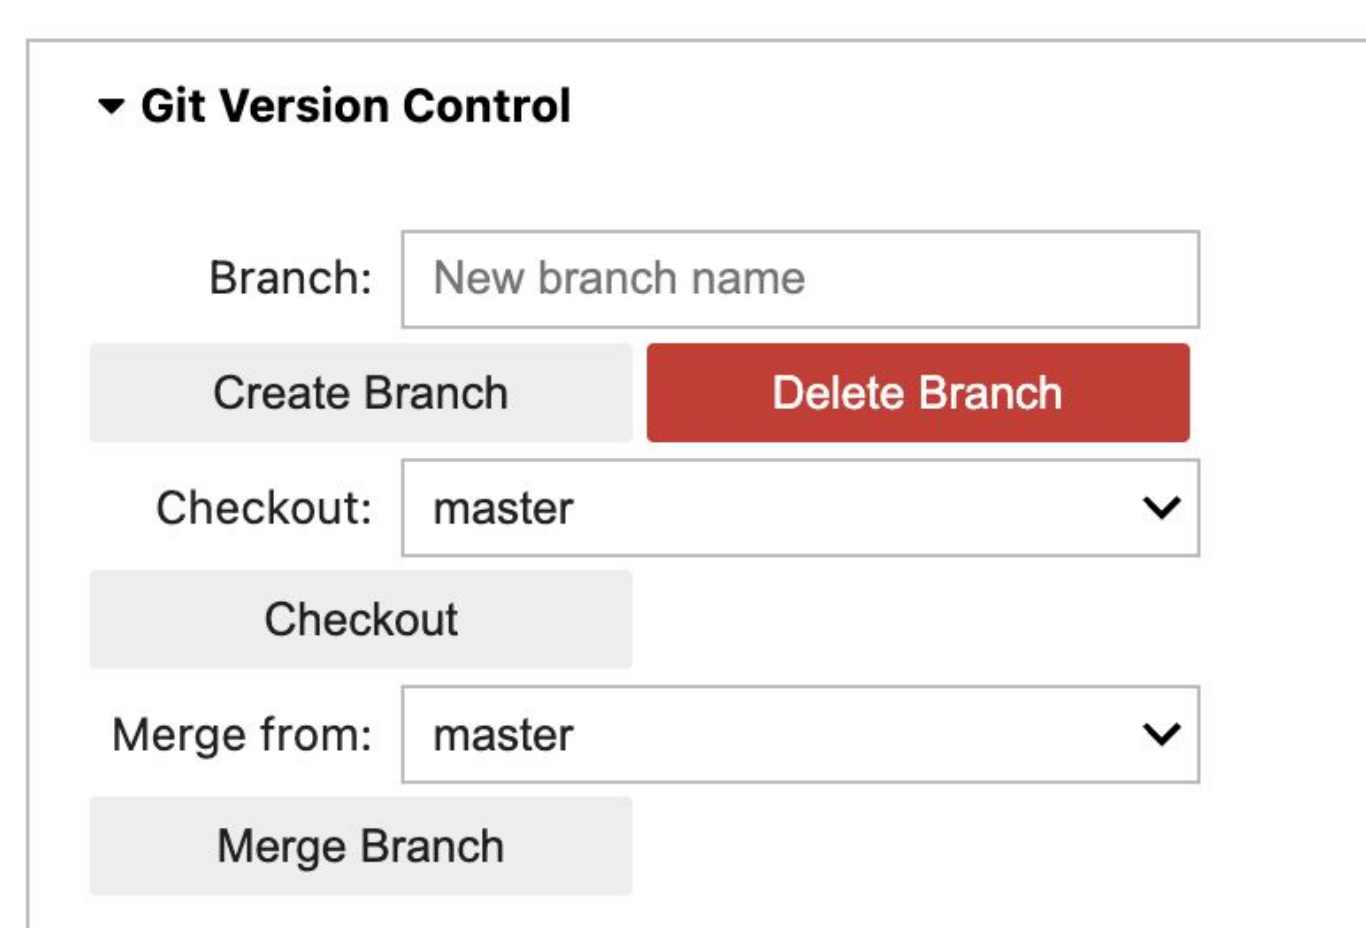 Git Version Control
Branch: New branch name
Create Branch Delete Branch
Checkout: master
Checkout
Merge from: master
Merge Branch